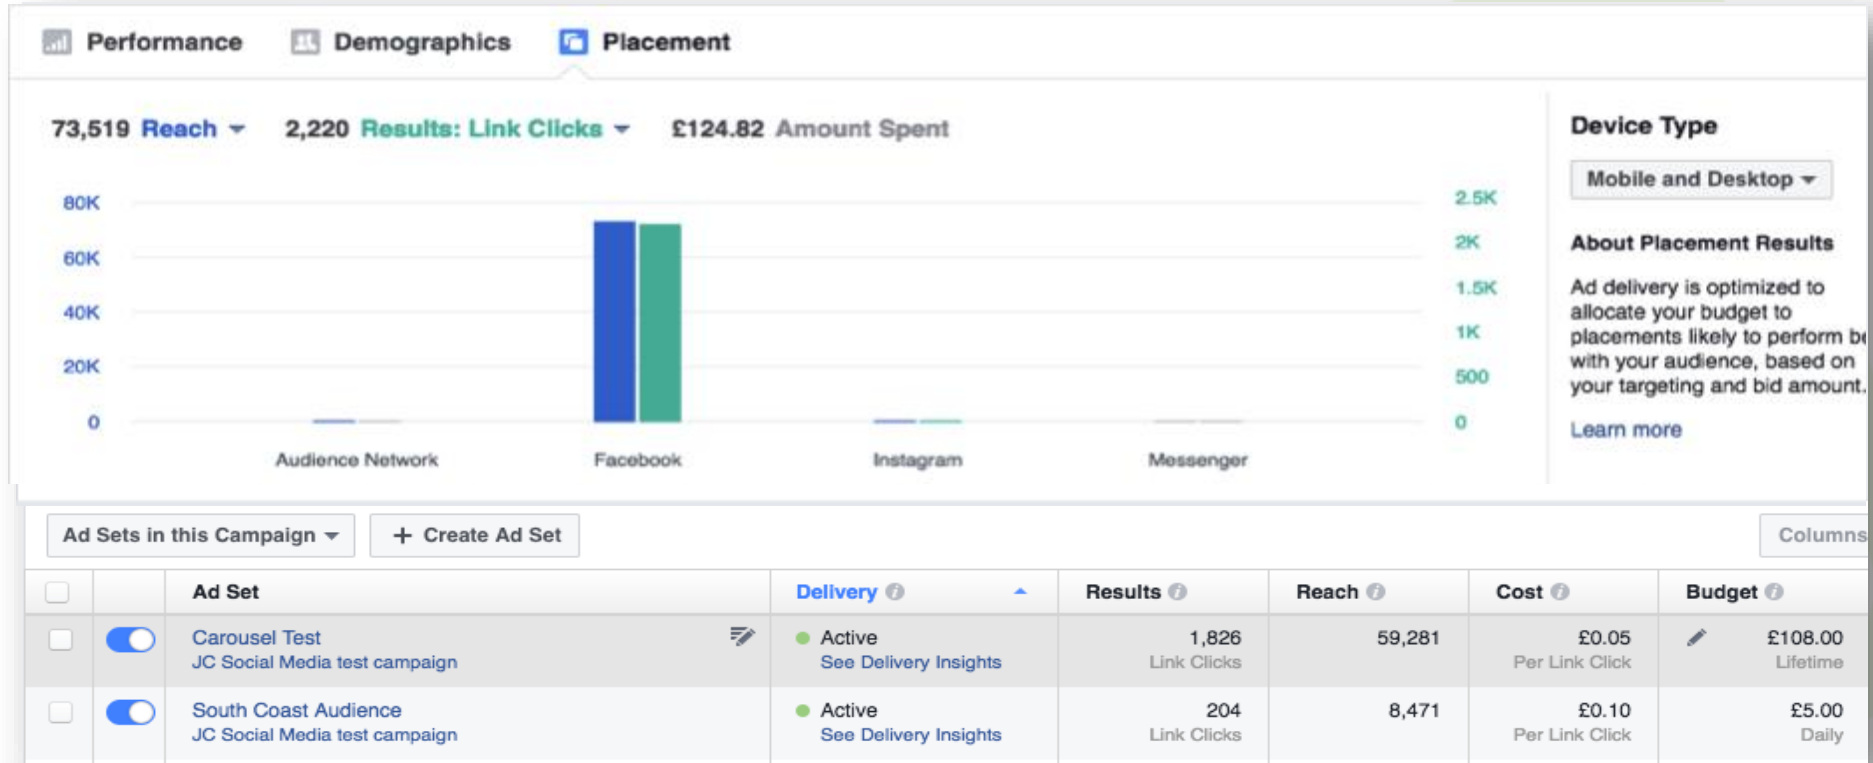 Performance Demographics Placement
73,519 Reach 2,220 Results: Link Clicks £124.82 Amount Spent
80K
60K
40K
20K
0
2.5K
2K
1.5K
1K
500
0
Audience Network Facebook Instagram Messenger
Device Type
Mobile and Desktop
About Placement Results
Ad delivery is optimized to
allocate your budget to
placements likely to perform
with your audience, based on
your targeting and bid amount.
Learn more
Ad Sets in this Campaign + Create Ad Set Columns
Ad Set Delivery Results Reach Cost Budget
Carousel Test Active 1,826 59,281 £0.05 £108.00
JC Social Media test campaign See Delivery Insights Link Clicks Per Link Click Lifetime
South Coast Audience Active 204 8,471 £0.10 £5.00
JC Social Media test campaign See Delivery Insights Link Clicks Per Link Click Daily